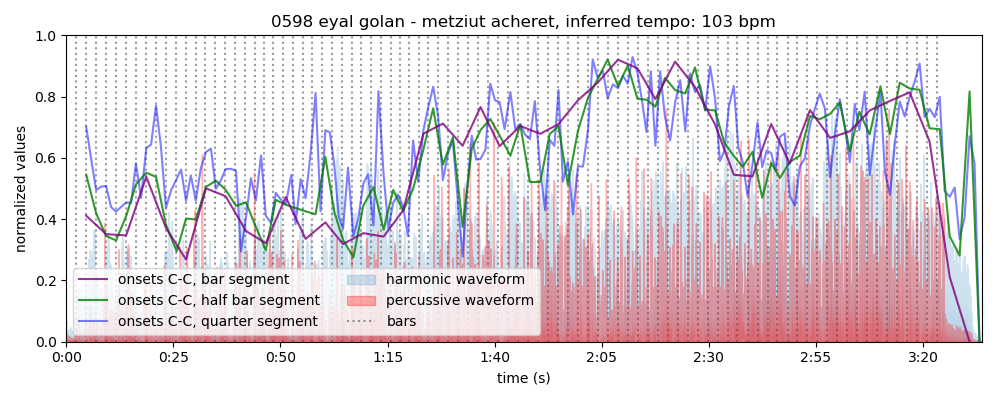 0598 eyal golan - metziut acheret, inferred tempo: 103 bpm
1.0
0.8
0.6
0.4
0.2
0.0
normalized values
onsets C-C, bar segment
onsets C-C, half bar segment
onsets C-C, quarter segment
harmonic waveform
percussive waveform
bars
0:00 0:25 0:50 1:15 1:40 2:05 2:30 2:55 3:20
time (s)